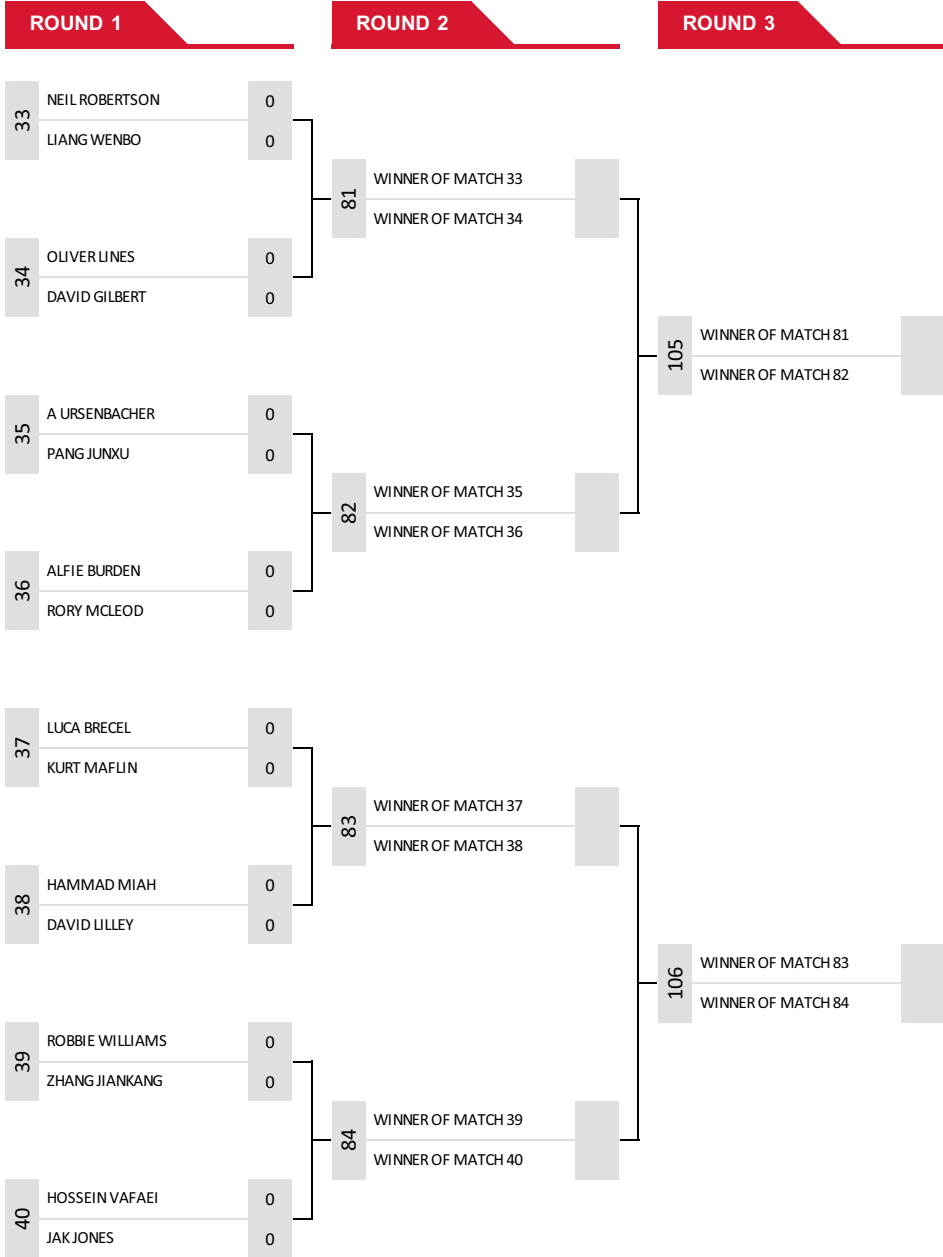 ROUND 1
ROUND 2
ROUND 3
33
NEIL ROBERTSON 0
LIANG WENBO 0
81
WINNER OF MATCH 33
WINNER OF MATCH 34
34
OLIVER LINES 0
DAVID GILBERT 0
105
WINNER OF MATCH 81
WINNER OF MATCH 82
35
A URSENBACHER 0
PANG JUNXU 0
82
WINNER OF MATCH 35
WINNER OF MATCH 36
36
ALFIE BURDEN 0
RORY MCLEOD 0
37
LUCA BRECEL 0
KURT MAFLIN 0
83
WINNER OF MATCH 37
WINNER OF MATCH 38
38
HAMMAD MIAH 0
DAVID LILLEY 0
106
WINNER OF MATCH 83
WINNER OF MATCH 84
39
ROBBIE WILLIAMS 0
ZHANG JIANKANG 0
84
WINNER OF MATCH 39
WINNER OF MATCH 40
40
HOSSEIN VAFAEI 0
JAK JONES 0